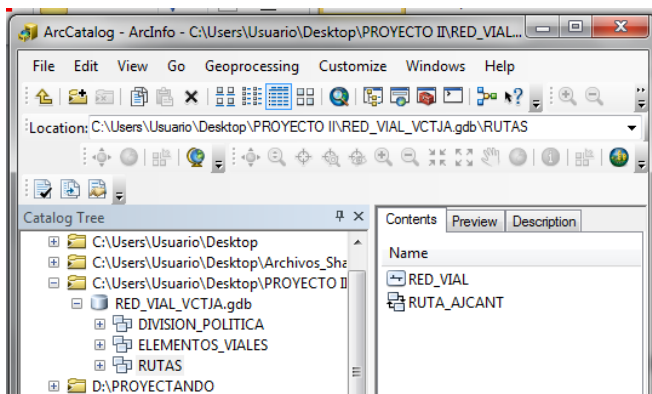 ArcCatalog - ArcInfo - C:\Users\Usuario\Desktop\PROYECTO II\RED_VIAL...
File Edit View Go Geoprocessing Customize Windows Help
Location: C:\Users\Usuario\Desktop\PROYECTO II\RED_VIAL_VCTJA.gdb\RUTAS
Catalog Tree
C:\Users\Usuario\Desktop
C:\Users\Usuario\Desktop\Archivos_Sha
C:\Users\Usuario\Desktop\PROYECTO II
RED_VIAL_VCTJA.gdb
DIVISION_POLITICA
ELEMENTOS_VIALES
RUTAS
D:\PROYECTANDO
Contents Preview Description
Name
RED_VIAL
RUTA_AJCANT